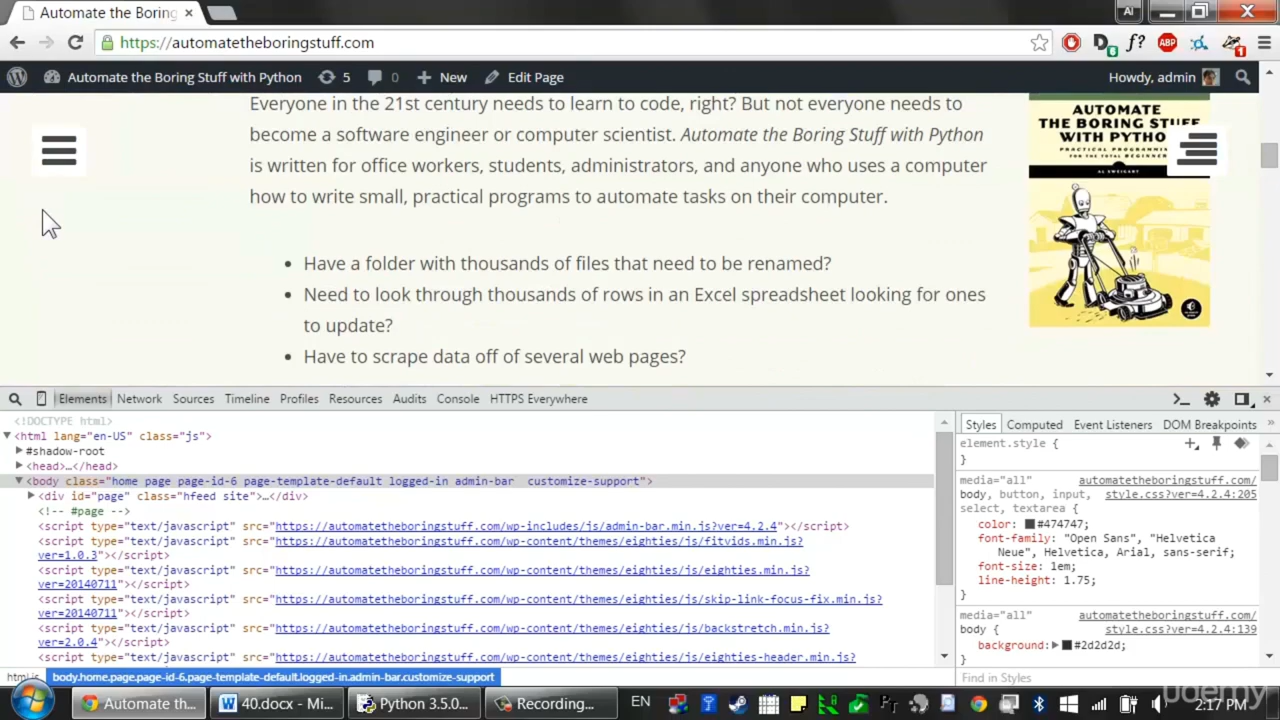 Automate the Boring
Ai
https://automatetheboringstuff.com
D 6 f? ABP 1
Automate the Boring Stuff with Python 5 0 New Edit Page Howdy, admin
Everyone in the 21st century needs to learn to code, right? But not everyone needs to
become a software engineer or computer scientist. Automate the Boring Stuff with Python
is written for office workers, students, administrators, and anyone who uses a computer
how to write small, practical programs to automate tasks on their computer.
AUTOMATE
THE BORING STUFF
WITH PYTHO
PRACTICAL PROGRAMMING
FOR THE TOTAL BEGINNER
AL SWEIGART
Have a folder with thousands of files that need to be renamed?
Need to look through thousands of rows in an Excel spreadsheet looking for ones
to update?
Have to scrape data off of several web pages?
Elements Network Sources Timeline Profiles Resources Audits Console HTTPS Everywhere
<!DOCTYPE html>
<html lang="en-US" class="js">
#shadow-root
<head>…</head>
<body class="home page page-id-6 page-template-default logged-in admin-bar  customize-support">
<div id="page" class="hfeed site">…</div>
<!-- #page -->
<script type="text/javascript" src="https://automatetheboringstuff.com/wp-includes/js/admin-bar.min.js?ver=4.2.4"></script>
<script type="text/javascript" src="https://automatetheboringstuff.com/wp-content/themes/eighties/js/fitvids.min.js?
ver=1.0.3"></script>
<script type="text/javascript" src="https://automatetheboringstuff.com/wp-content/themes/eighties/js/eighties.min.js?
ver=20140711"></script>
<script type="text/javascript" src="https://automatetheboringstuff.com/wp-content/themes/eighties/js/skip-link-focus-fix.min.js?
ver=20140711"></script>
<script type="text/javascript" src="https://automatetheboringstuff.com/wp-content/themes/eighties/js/backstretch.min.js?
ver=2.0.4"></script>
<script type="text/javascript" src="https://automatetheboringstuff.com/wp-content/themes/eighties/js/eighties-header.min.js?
html.js body.home.page.page-id-6.page-template-default.logged-in.admin-bar.customize-support
Styles Computed Event Listeners DOM Breakpoints »
element.style {
}
media="all" automatetheboringstuff.com/
body, button, input, style.css?ver=4.2.4:205
select, textarea {
color: #474747;
font-family: "Open Sans", "Helvetica
Neue", Helvetica, Arial, sans-serif;
font-size: 1em;
line-height: 1.75;
}
media="all" automatetheboringstuff.com/
body { style.css?ver=4.2.4:139
background: #2d2d2d;
}
Find in Styles
Automate th... 40.docx - Mi... Python 3.5.0... Recording... EN 2:17 PM
udemy